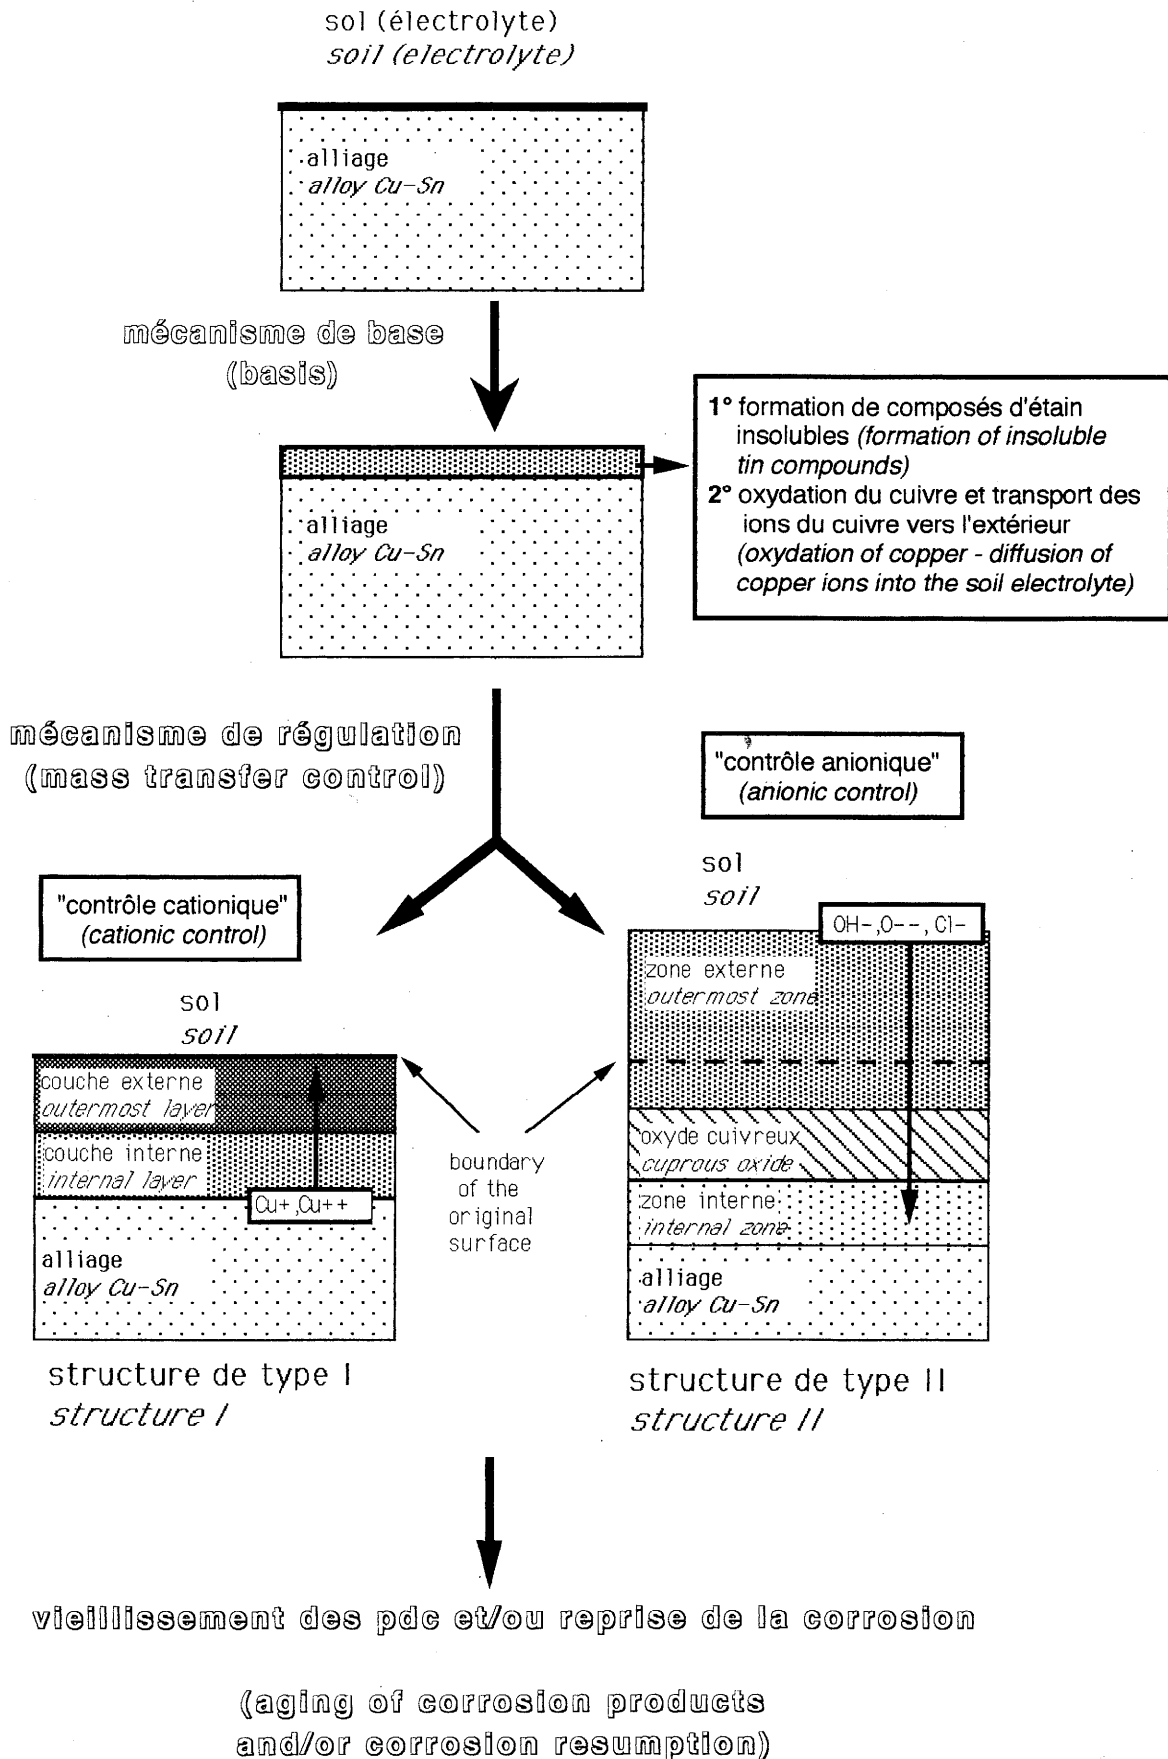 sol (électrolyte)
soil (electrolyte)
alliage
alloy Cu-Sn
mécanisme de base
(basis)
1° formation de composés d'étain
insolubles (formation of insoluble
tin compounds)
2° oxydation du cuivre et transport des
ions du cuivre vers l'extérieur
(oxydation of copper - diffusion of
copper ions into the soil electrolyte)
alliage
alloy Cu-Sn
mécanisme de régulation
(mass transfer control)
"contrôle anionique"
(anionic control)
"contrôle cationique"
(cationic control)
sol
soil
OH-,O--, Cl-
zone externe
outermost zone
oxyde cuivreux
cuprous oxide
zone interne
internal zone
alliage
alloy Cu-Sn
sol
soil
couche externe
outermost layer
couche interne
internal layer
Cu+,Cu++
alliage
alloy Cu-Sn
boundary
of the
original
surface
structure de type I
structure I
structure de type II
structure II
vieillissement des pdc et/ou reprise de la corrosion
(aging of corrosion products
and/or corrosion resumption)